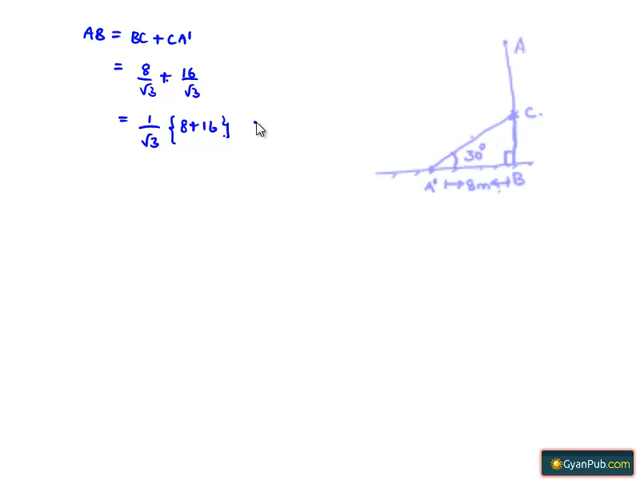 AB = BC + CA'
= 8/√3 + 16/√3
= 1/√3 {8+16}
A
C.
30°
A' 8m B
GyanPub.com